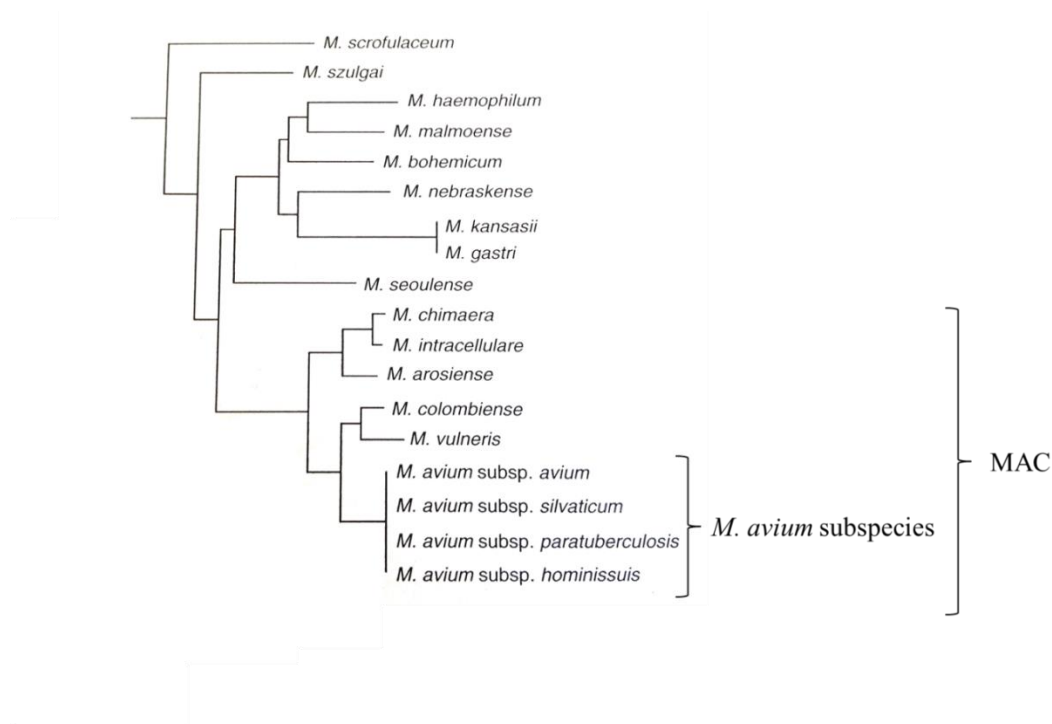 M. scrofulaceum
M. szulgai
M. haemophilum
M. malmoense
M. bohemicum
M. nebraskense
M. kansasii
M. gastri
M. seoulense
M. chimaera
M. intracellulare
M. arosiense
M. colombiense
M. vulneris
M. avium subsp. avium
M. avium subsp. silvaticum
M. avium subsp. paratuberculosis
M. avium subsp. hominissuis
M. avium subspecies
MAC